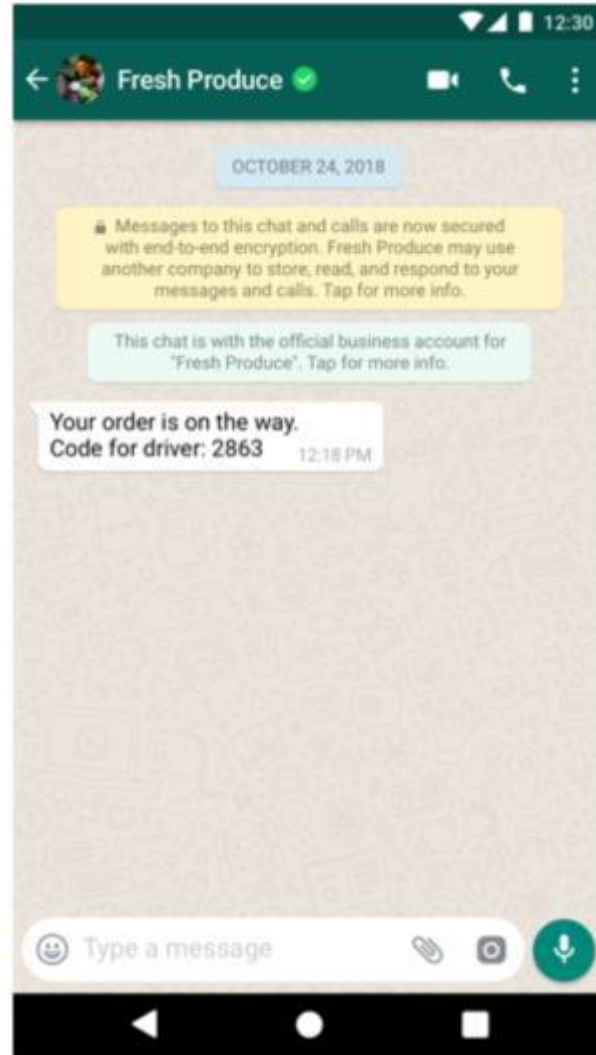 12:30
Fresh Produce
OCTOBER 24, 2018
Messages to this chat and calls are now secured
with end-to-end encryption. Fresh Produce may use
another company to store, read, and respond to your
messages and calls. Tap for more info.
This chat is with the official business account for
"Fresh Produce". Tap for more info.
Your order is on the way.
Code for driver: 2863 12:18 PM
Type a message